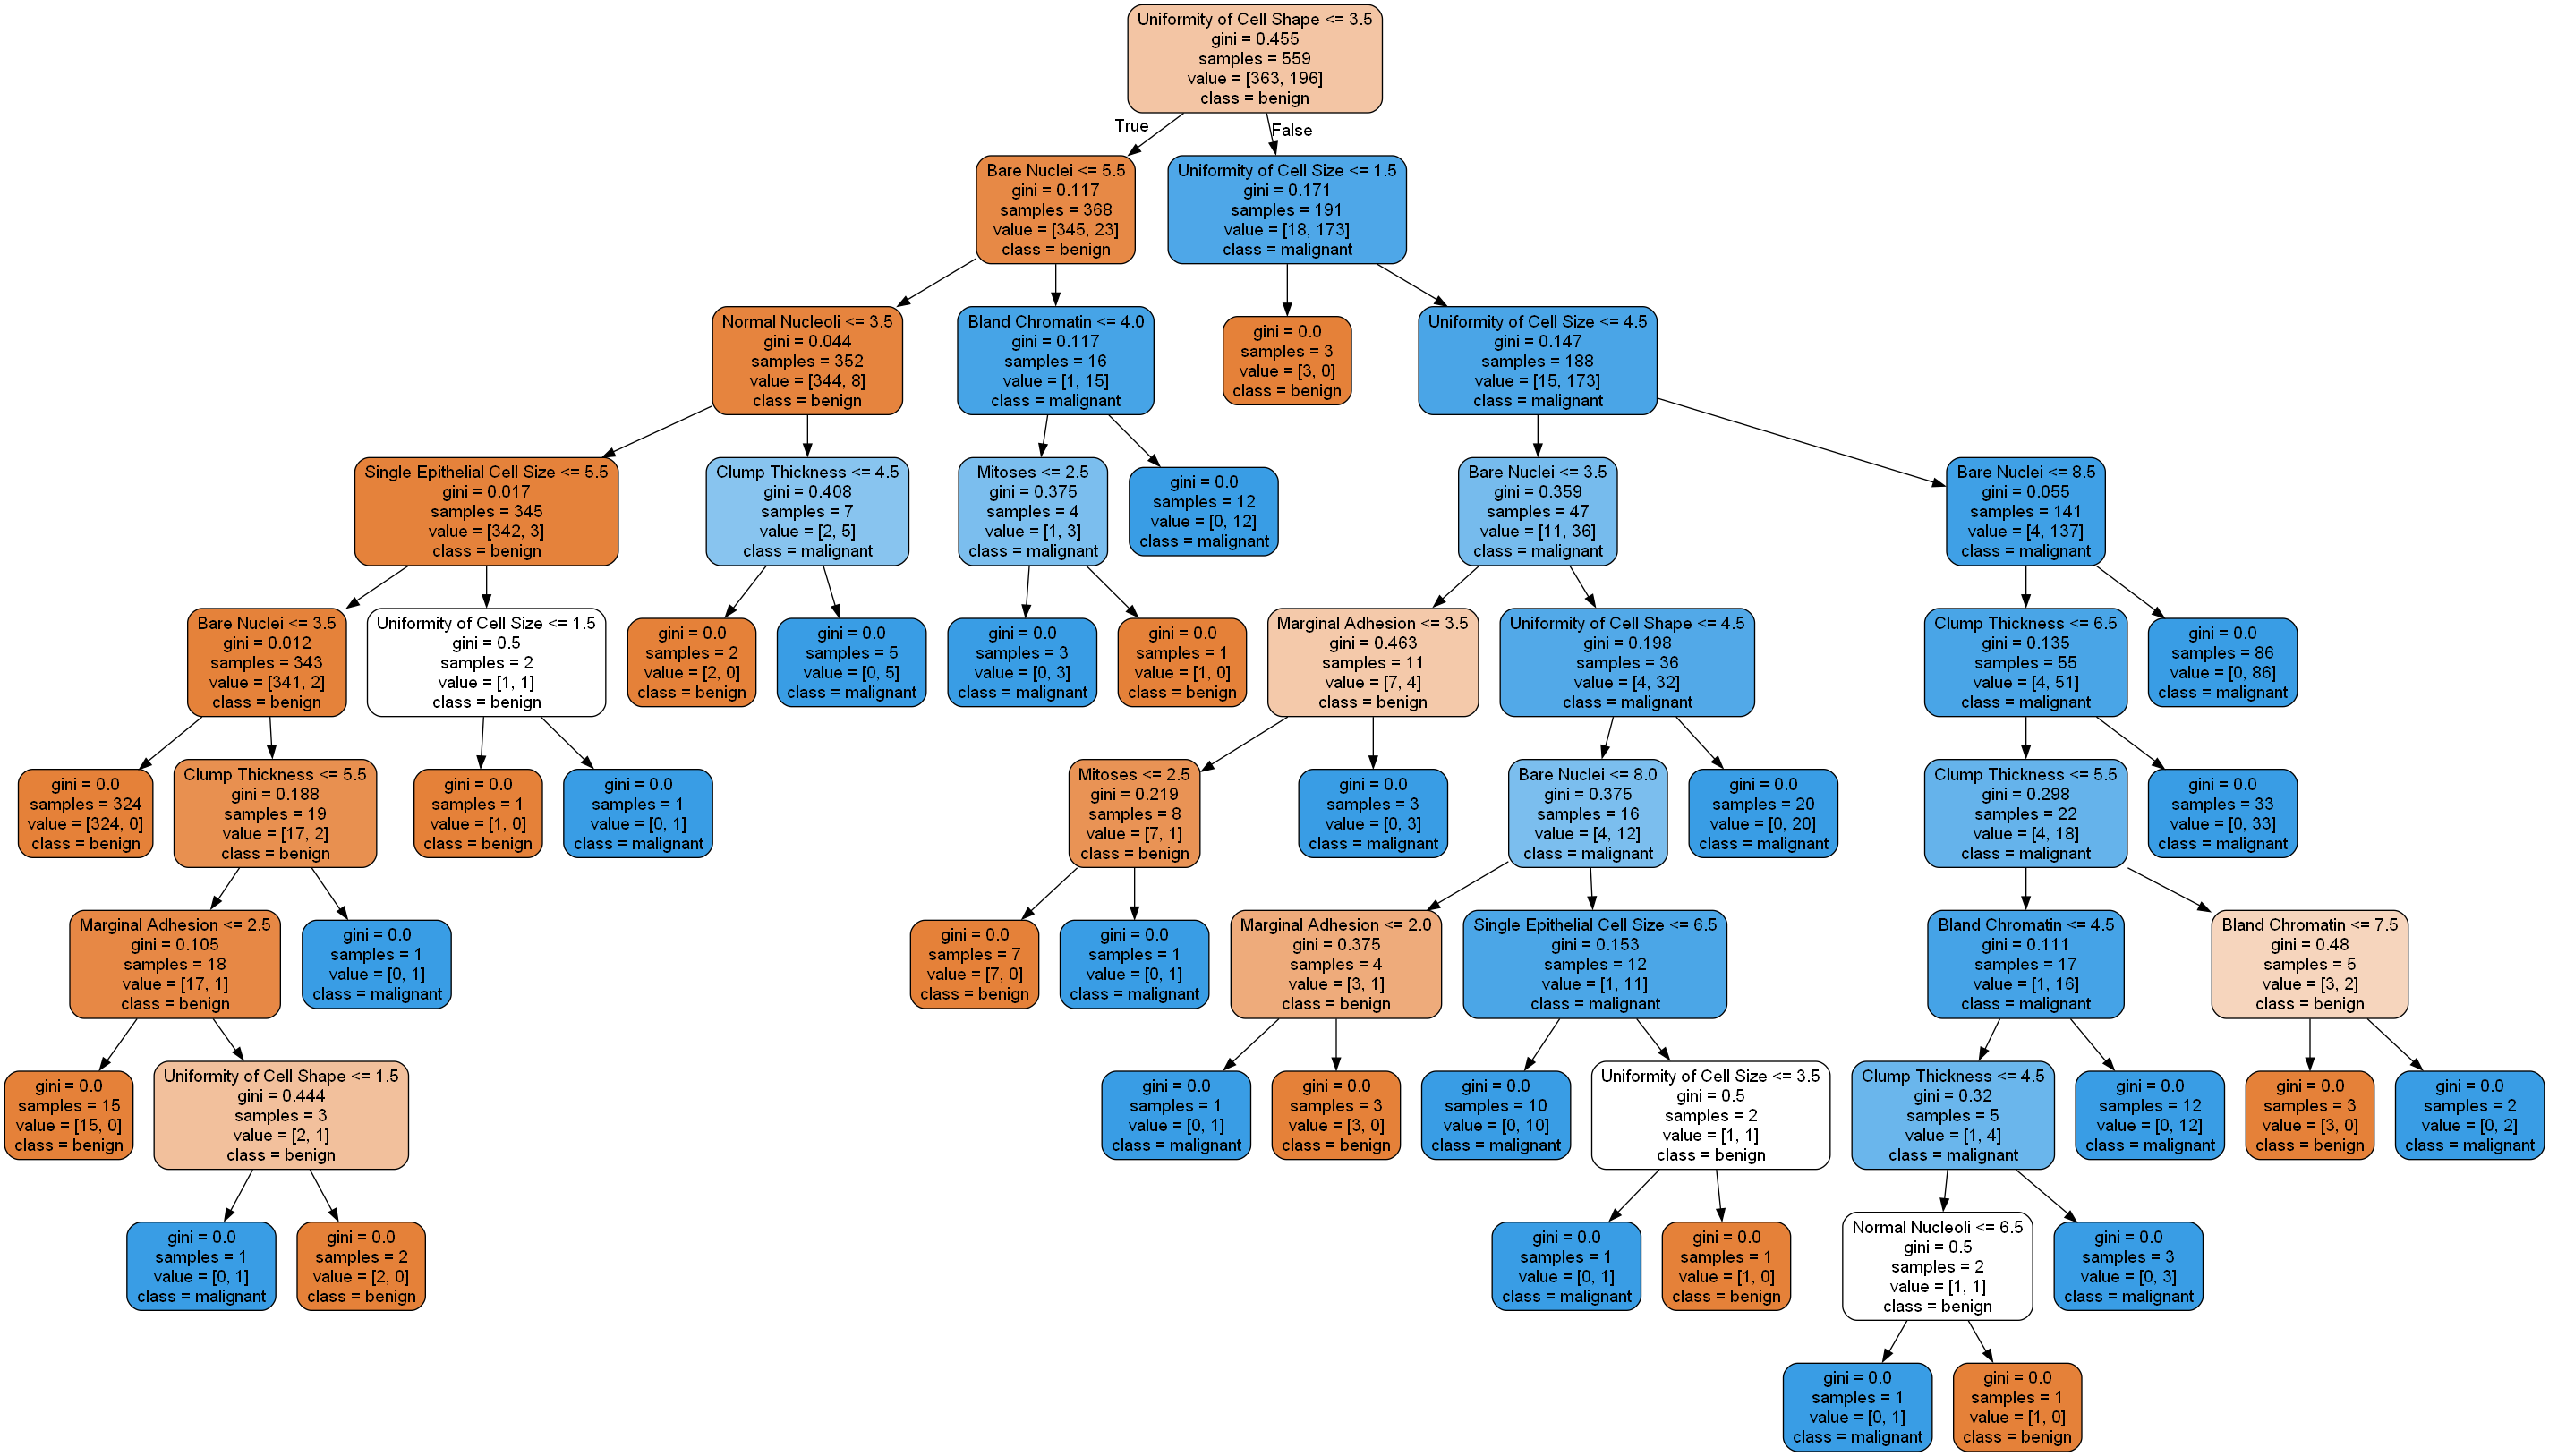 Uniformity of Cell Shape <= 3.5
gini = 0.455
samples = 559
value = [363, 196]
class = benign
True
False
Bare Nuclei <= 5.5
gini = 0.117
samples = 368
value = [345, 23]
class = benign
Uniformity of Cell Size <= 1.5
gini = 0.171
samples = 191
value = [18, 173]
class = malignant
Normal Nucleoli <= 3.5
gini = 0.044
samples = 352
value = [344, 8]
class = benign
Bland Chromatin <= 4.0
gini = 0.117
samples = 16
value = [1, 15]
class = malignant
gini = 0.0
samples = 3
value = [3, 0]
class = benign
Uniformity of Cell Size <= 4.5
gini = 0.147
samples = 188
value = [15, 173]
class = malignant
Single Epithelial Cell Size <= 5.5
gini = 0.017
samples = 345
value = [342, 3]
class = benign
Clump Thickness <= 4.5
gini = 0.408
samples = 7
value = [2, 5]
class = malignant
Mitoses <= 2.5
gini = 0.375
samples = 4
value = [1, 3]
class = malignant
gini = 0.0
samples = 12
value = [0, 12]
class = malignant
Bare Nuclei <= 3.5
gini = 0.359
samples = 47
value = [11, 36]
class = malignant
Bare Nuclei <= 8.5
gini = 0.055
samples = 141
value = [4, 137]
class = malignant
Bare Nuclei <= 3.5
gini = 0.012
samples = 343
value = [341, 2]
class = benign
Uniformity of Cell Size <= 1.5
gini = 0.5
samples = 2
value = [1, 1]
class = benign
gini = 0.0
samples = 2
value = [2, 0]
class = benign
gini = 0.0
samples = 5
value = [0, 5]
class = malignant
gini = 0.0
samples = 3
value = [0, 3]
class = malignant
gini = 0.0
samples = 1
value = [1, 0]
class = benign
Marginal Adhesion <= 3.5
gini = 0.463
samples = 11
value = [7, 4]
class = benign
Uniformity of Cell Shape <= 4.5
gini = 0.198
samples = 36
value = [4, 32]
class = malignant
Clump Thickness <= 6.5
gini = 0.135
samples = 55
value = [4, 51]
class = malignant
gini = 0.0
samples = 86
value = [0, 86]
class = malignant
gini = 0.0
samples = 324
value = [324, 0]
class = benign
Clump Thickness <= 5.5
gini = 0.188
samples = 19
value = [17, 2]
class = benign
gini = 0.0
samples = 1
value = [1, 0]
class = benign
gini = 0.0
samples = 1
value = [0, 1]
class = malignant
Mitoses <= 2.5
gini = 0.219
samples = 8
value = [7, 1]
class = benign
gini = 0.0
samples = 3
value = [0, 3]
class = malignant
Bare Nuclei <= 8.0
gini = 0.375
samples = 16
value = [4, 12]
class = malignant
gini = 0.0
samples = 20
value = [0, 20]
class = malignant
Clump Thickness <= 5.5
gini = 0.298
samples = 22
value = [4, 18]
class = malignant
gini = 0.0
samples = 33
value = [0, 33]
class = malignant
Marginal Adhesion <= 2.5
gini = 0.105
samples = 18
value = [17, 1]
class = benign
gini = 0.0
samples = 1
value = [0, 1]
class = malignant
gini = 0.0
samples = 7
value = [7, 0]
class = benign
gini = 0.0
samples = 1
value = [0, 1]
class = malignant
Marginal Adhesion <= 2.0
gini = 0.375
samples = 4
value = [3, 1]
class = benign
Single Epithelial Cell Size <= 6.5
gini = 0.153
samples = 12
value = [1, 11]
class = malignant
Bland Chromatin <= 4.5
gini = 0.111
samples = 17
value = [1, 16]
class = malignant
Bland Chromatin <= 7.5
gini = 0.48
samples = 5
value = [3, 2]
class = benign
gini = 0.0
samples = 15
value = [15, 0]
class = benign
Uniformity of Cell Shape <= 1.5
gini = 0.444
samples = 3
value = [2, 1]
class = benign
gini = 0.0
samples = 1
value = [0, 1]
class = malignant
gini = 0.0
samples = 3
value = [3, 0]
class = benign
gini = 0.0
samples = 10
value = [0, 10]
class = malignant
Uniformity of Cell Size <= 3.5
gini = 0.5
samples = 2
value = [1, 1]
class = benign
Clump Thickness <= 4.5
gini = 0.32
samples = 5
value = [1, 4]
class = malignant
gini = 0.0
samples = 12
value = [0, 12]
class = malignant
gini = 0.0
samples = 3
value = [3, 0]
class = benign
gini = 0.0
samples = 2
value = [0, 2]
class = malignant
gini = 0.0
samples = 1
value = [0, 1]
class = malignant
gini = 0.0
samples = 2
value = [2, 0]
class = benign
gini = 0.0
samples = 1
value = [0, 1]
class = malignant
gini = 0.0
samples = 1
value = [1, 0]
class = benign
Normal Nucleoli <= 6.5
gini = 0.5
samples = 2
value = [1, 1]
class = benign
gini = 0.0
samples = 3
value = [0, 3]
class = malignant
gini = 0.0
samples = 1
value = [0, 1]
class = malignant
gini = 0.0
samples = 1
value = [1, 0]
class = benign